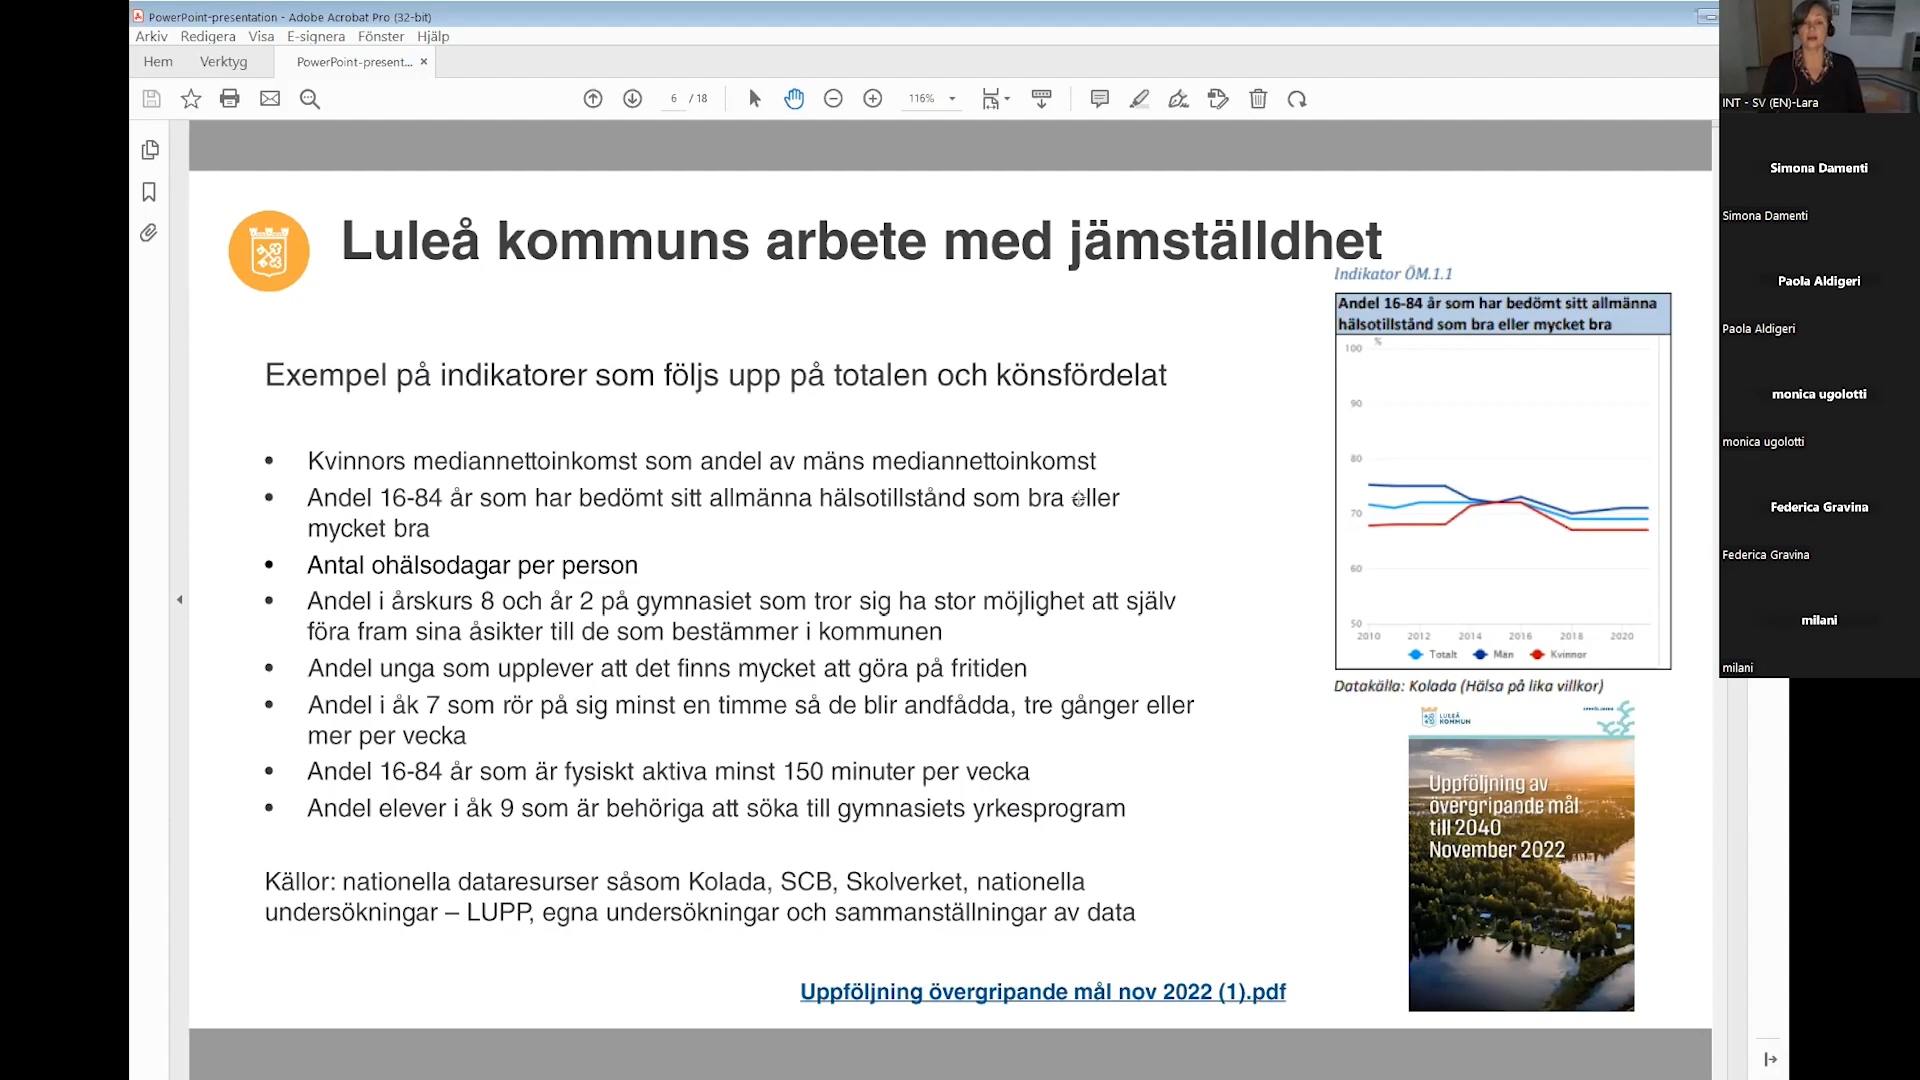 PowerPoint-presentation - Adobe Acrobat Pro (32-bit)
Arkiv Redigera Visa E-signera Fönster Hjälp
Hem Verktyg PowerPoint-present... ×
6 / 18 116%
Luleå kommuns arbete med jämställdhet
Exempel på indikatorer som följs upp på totalen och könsfördelat
• Kvinnors mediannettoinkomst som andel av mäns mediannettoinkomst
• Andel 16-84 år som har bedömt sitt allmänna hälsotillstånd som bra eller
mycket bra
• Antal ohälsodagar per person
• Andel i årskurs 8 och år 2 på gymnasiet som tror sig ha stor möjlighet att själv
föra fram sina åsikter till de som bestämmer i kommunen
• Andel unga som upplever att det finns mycket att göra på fritiden
• Andel i åk 7 som rör på sig minst en timme så de blir andfådda, tre gånger eller
mer per vecka
• Andel 16-84 år som är fysiskt aktiva minst 150 minuter per vecka
• Andel elever i åk 9 som är behöriga att söka till gymnasiets yrkesprogram
Källor: nationella dataresurser såsom Kolada, SCB, Skolverket, nationella
undersökningar – LUPP, egna undersökningar och sammanställningar av data
Uppföljning övergripande mål nov 2022 (1).pdf
Indikator ÖM.1.1
Andel 16-84 år som har bedömt sitt allmänna
hälsotillstånd som bra eller mycket bra
%
100
90
80
70
60
50
2010 2012 2014 2016 2018 2020
Totalt Män Kvinnor
Datakälla: Kolada (Hälsa på lika villkor)
LULEÅ
KOMMUN
Uppföljning av
övergripande mål
till 2040
November 2022
INT - SV (EN)-Lara
Simona Damenti
Simona Damenti
Paola Aldigeri
Paola Aldigeri
monica ugolotti
monica ugolotti
Federica Gravina
Federica Gravina
milani
milani